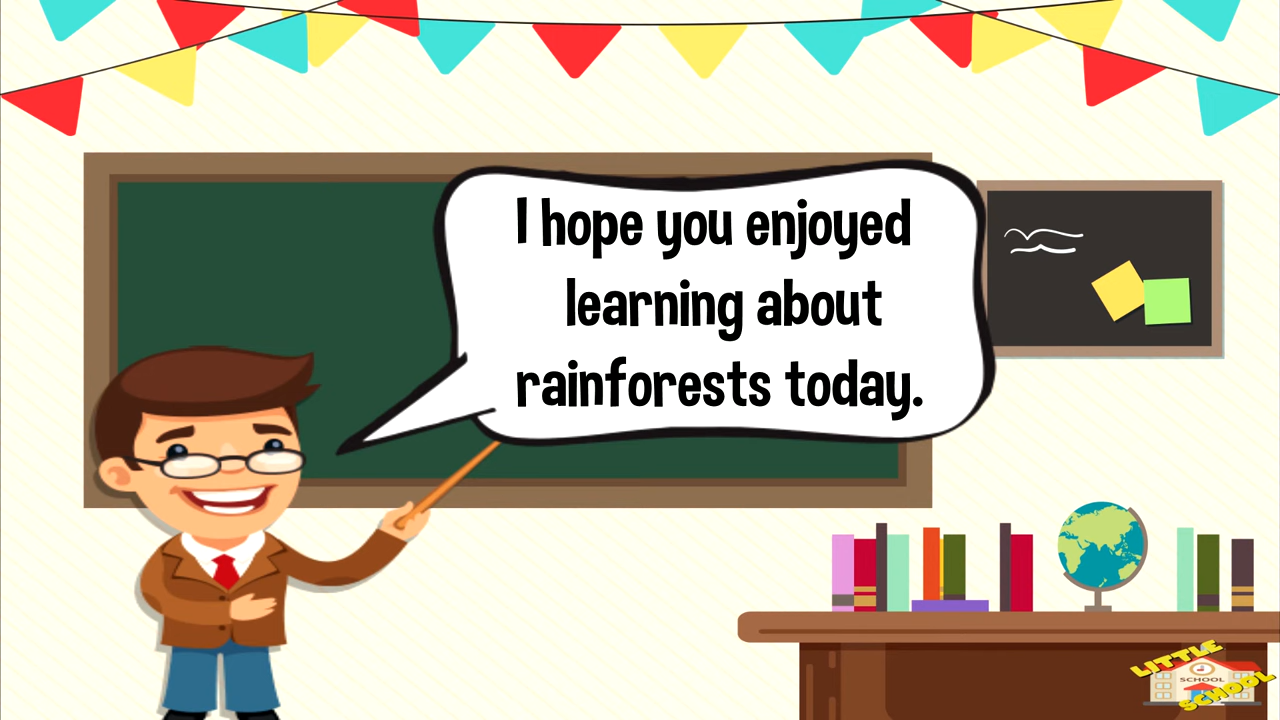 I hope you enjoyed
learning about
rainforests today.
LITTLE
SCHOOL
SCHOOL